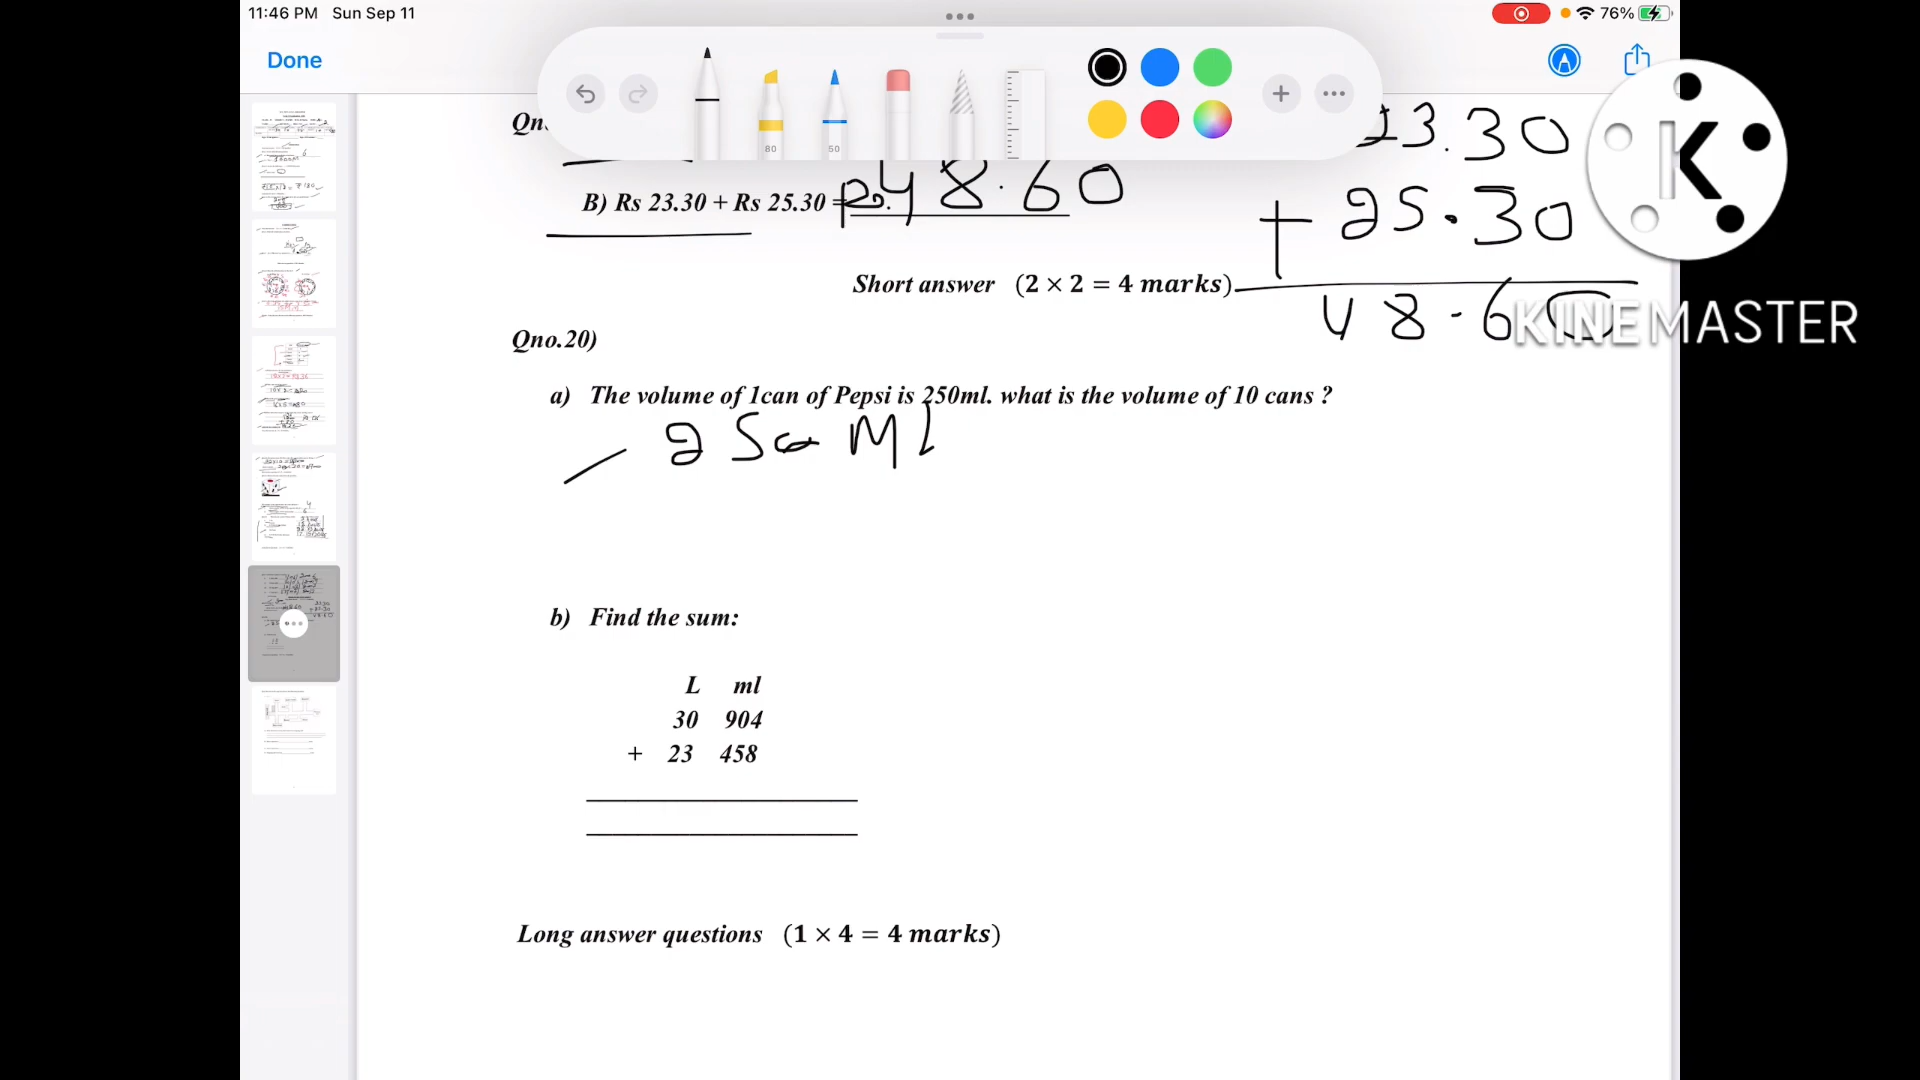 11:46 PM Sun Sep 11
76%
Done
80
50
Qn
23.30
B) Rs 23.30 + Rs 25.30 = Rs.48.60
+ 25.30
48.60
Short answer (2 × 2 = 4 marks)
KINEMASTER
K
Qno.20)
a) The volume of 1can of Pepsi is 250ml. what is the volume of 10 cans ?
2500 Ml
b) Find the sum:
L ml
30 904
+ 23 458
Long answer questions (1 × 4 = 4 marks)